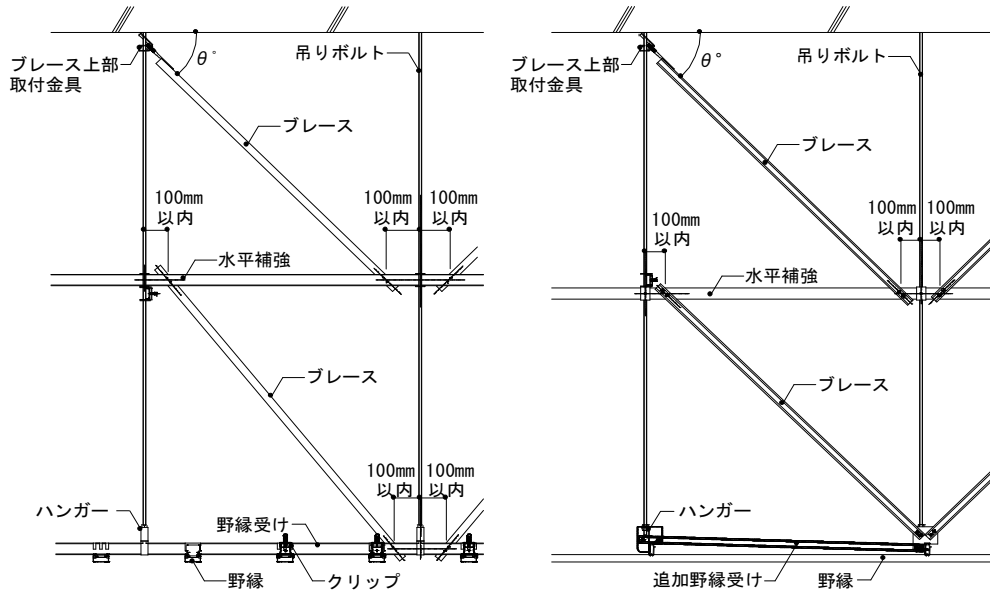 ブレース上部
取付金具
θ°
吊りボルト
ブレース
100mm
以内
100mm
以内
100mm
以内
水平補強
ブレース
100mm
以内
100mm
以内
ハンガー
野縁受け
野縁
クリップ
ブレース上部
取付金具
θ°
吊りボルト
ブレース
100mm
以内
100mm
以内
100mm
以内
水平補強
ブレース
ハンガー
追加野縁受け
野縁